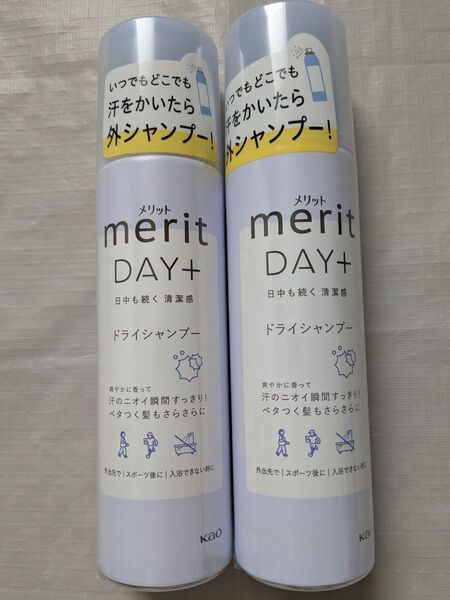 いつでもどこでも
汗をかいたら
外シャンプー!
メリット
merit
DAY+
日中も続く 清潔感
ドライシャンプー
爽やかに香って
汗のニオイ瞬間すっきり!
ベタつく髪もさらさらに
外出先で | スポーツ後に | 入浴できない時に
Kao
いつでもどこでも
汗をかいたら
外シャンプー!
メリット
merit
DAY+
日中も続く 清潔感
ドライシャンプー
爽やかに香って
汗のニオイ瞬間すっきり!
ベタつく髪もさらさらに
外出先で | スポーツ後に | 入浴できない時に
Kao